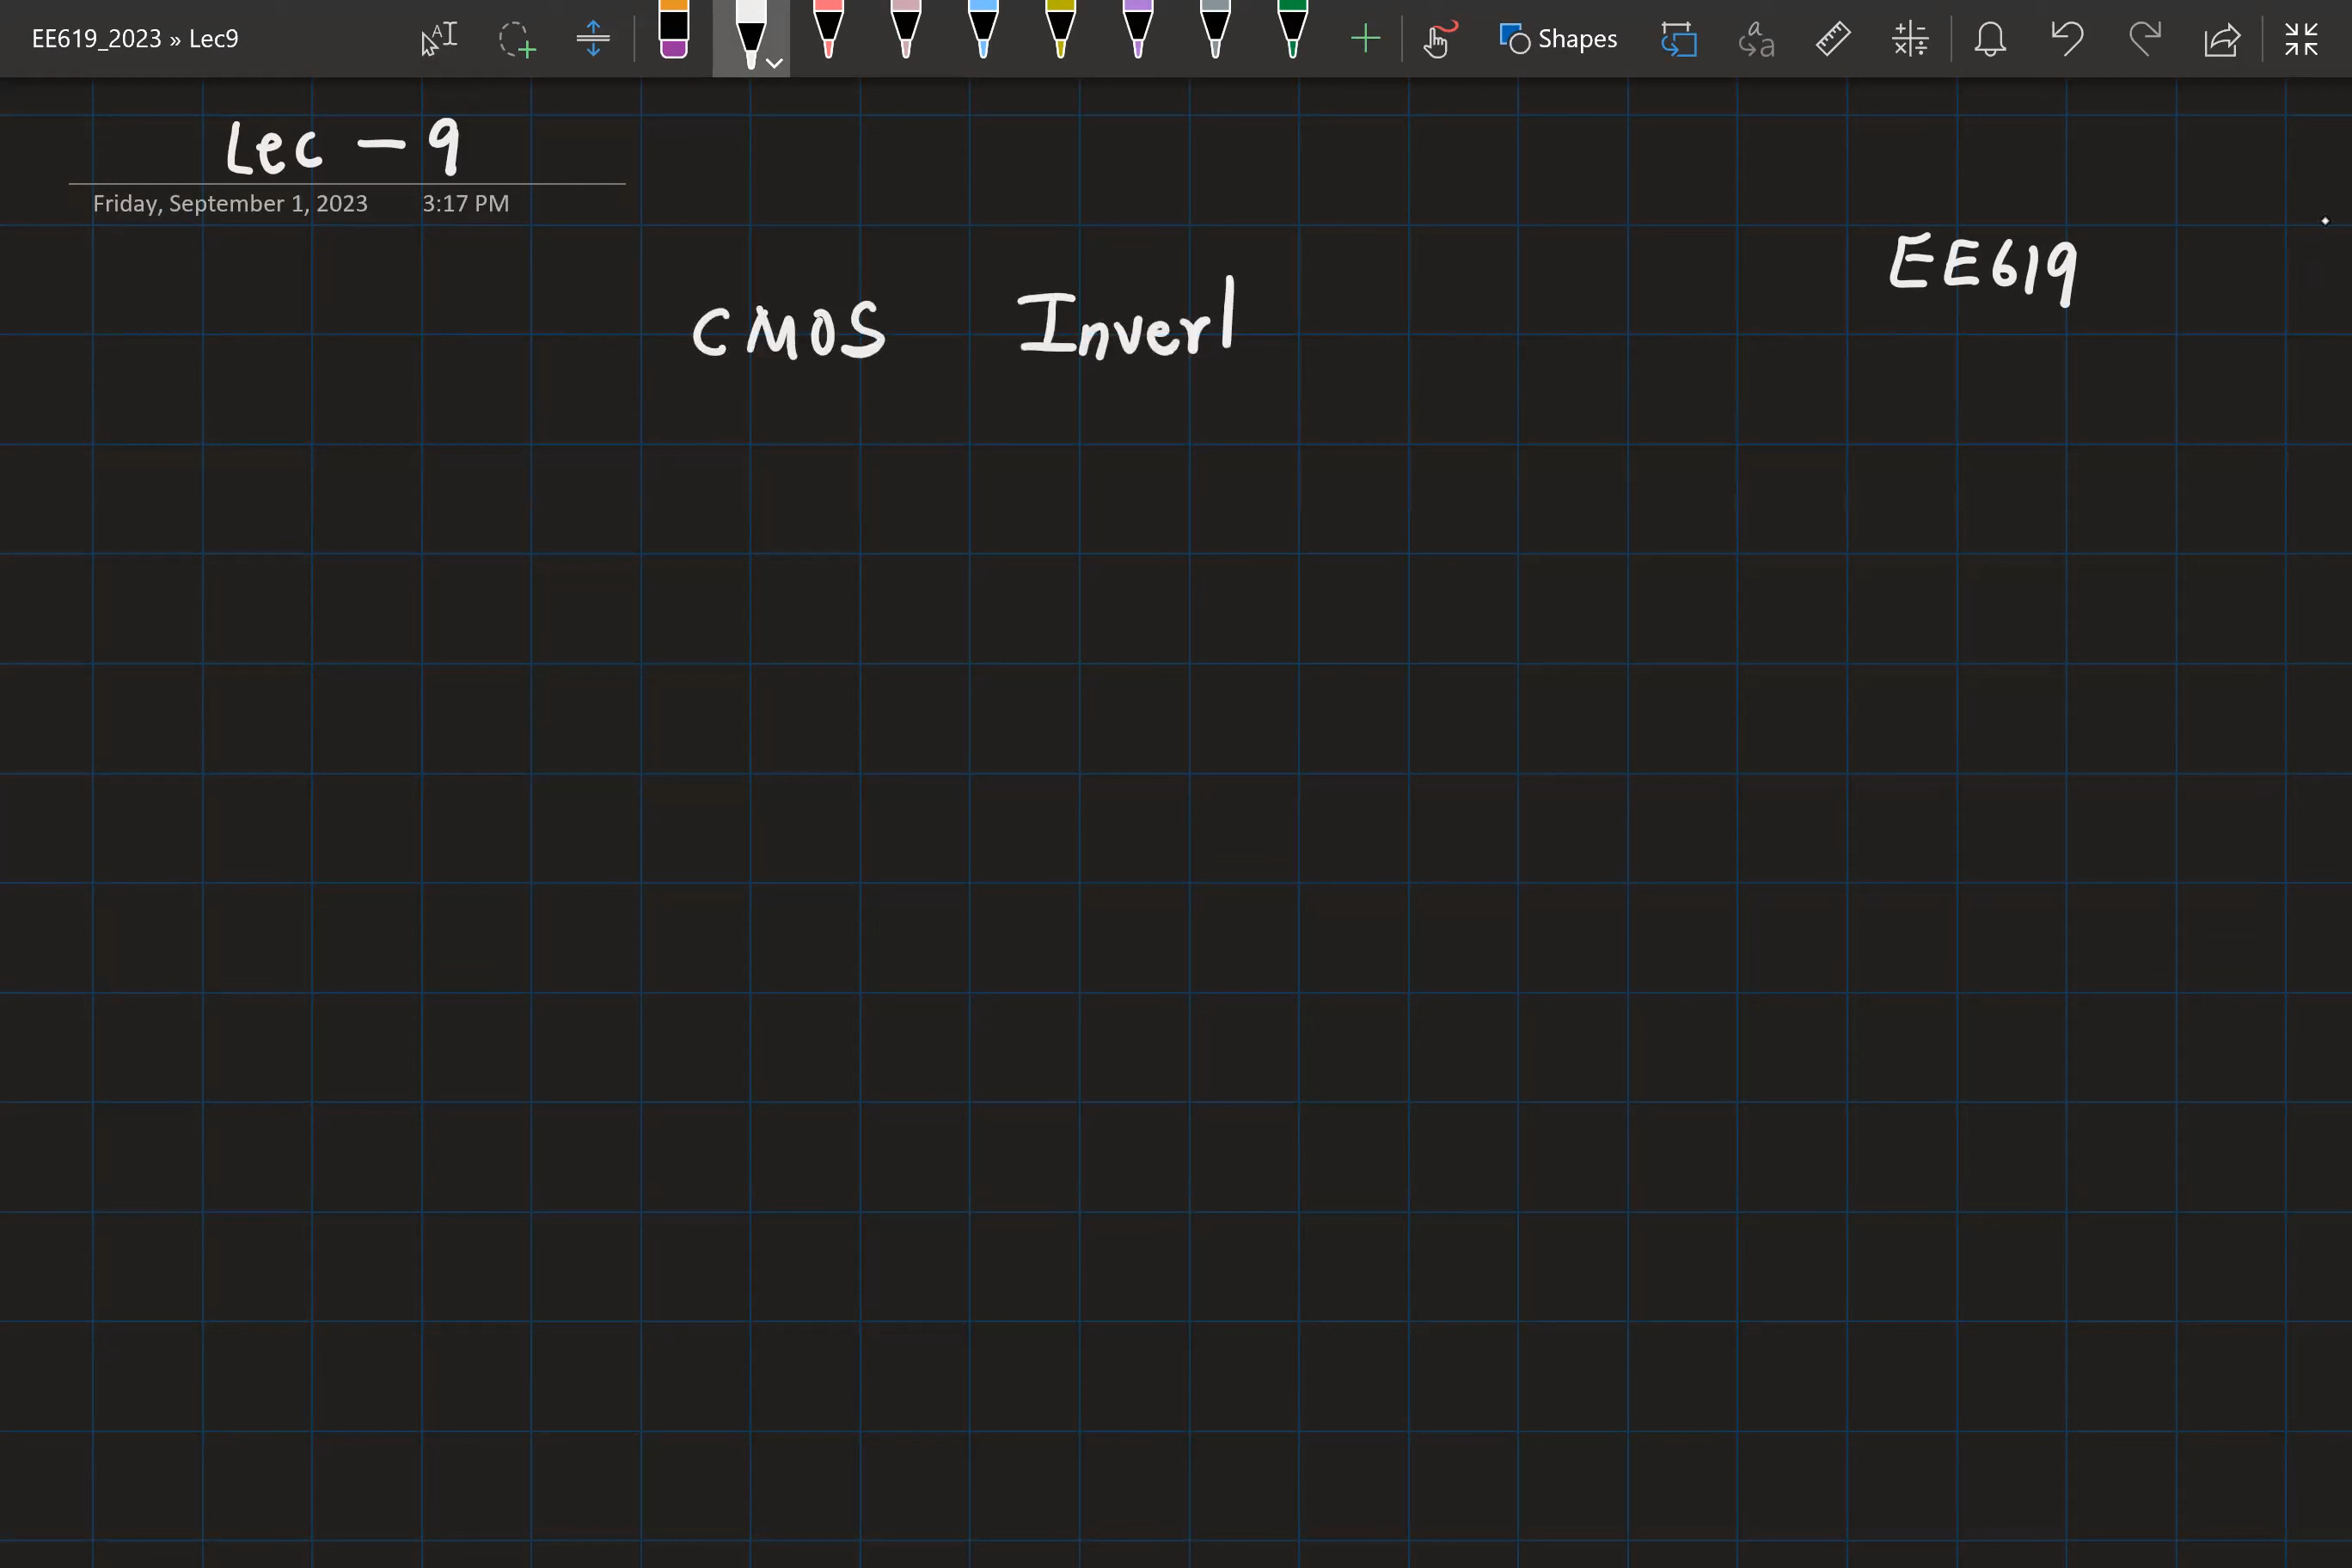 EE619_2023 » Lec9
Shapes
Lec - 9
Friday, September 1, 2023 3:17 PM
EE619
CMOS Inverl